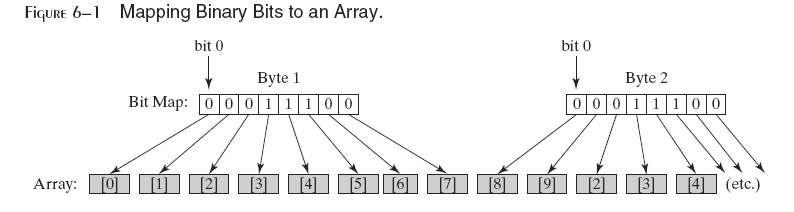 FIGURE 6–1 Mapping Binary Bits to an Array.
bit 0 bit 0
Byte 1 Byte 2
Bit Map: 0 0 0 1 1 1 0 0 0 0 0 1 1 1 0 0
Array: [0] [1] [2] [3] [4] [5] [6] [7] [8] [9] [2] [3] [4] (etc.)